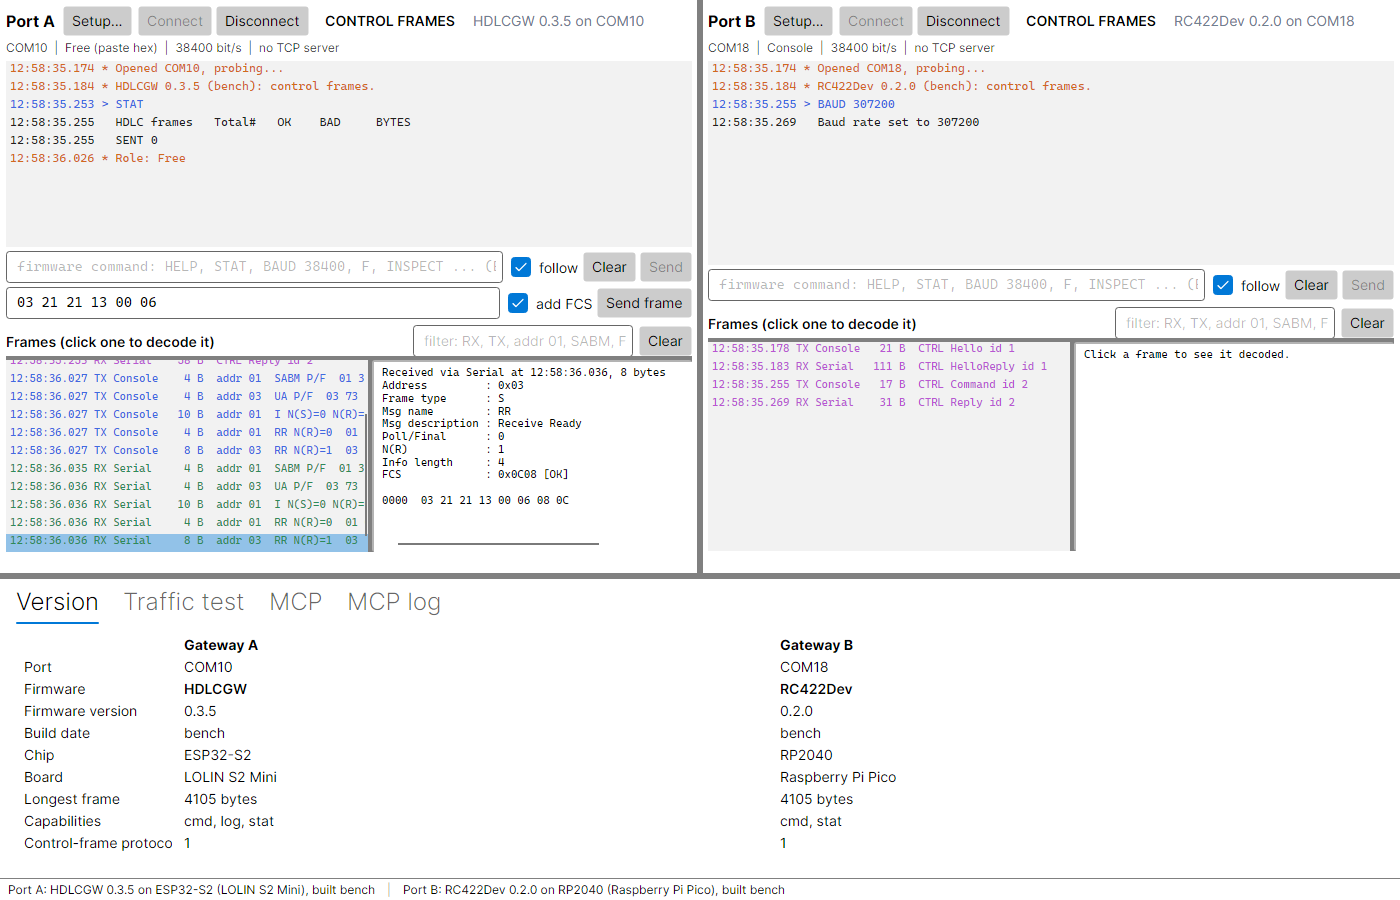 Port A Setup... Connect Disconnect CONTROL FRAMES HDLCGW 0.3.5 on COM10
COM10 | Free (paste hex) | 38400 bit/s | no TCP server
12:58:35.174 * Opened COM10, probing...
12:58:35.184 * HDLCGW 0.3.5 (bench): control frames.
12:58:35.253 > STAT
12:58:35.255 HDLC frames Total# OK BAD BYTES
12:58:35.255 SENT 0
12:58:36.026 * Role: Free
firmware command: HELP, STAT, BAUD 38400, F, INSPECT ... (E follow Clear Send
03 21 21 13 00 06 add FCS Send frame
Frames (click one to decode it) filter: RX, TX, addr 01, SABM, F Clear
12:58:35.255 RX Serial 38 B CTRL Reply id 2
12:58:36.027 TX Console 4 B addr 01 SABM P/F 01 3
12:58:36.027 TX Console 4 B addr 03 UA P/F 03 73
12:58:36.027 TX Console 10 B addr 01 I N(S)=0 N(R)=
12:58:36.027 TX Console 4 B addr 01 RR N(R)=0 01
12:58:36.027 TX Console 8 B addr 03 RR N(R)=1 03
12:58:36.035 RX Serial 4 B addr 01 SABM P/F 01 3
12:58:36.036 RX Serial 4 B addr 03 UA P/F 03 73
12:58:36.036 RX Serial 10 B addr 01 I N(S)=0 N(R)=
12:58:36.036 RX Serial 4 B addr 01 RR N(R)=0 01
12:58:36.036 RX Serial 8 B addr 03 RR N(R)=1 03
Received via Serial at 12:58:36.036, 8 bytes
Address : 0x03
Frame type : S
Msg name : RR
Msg description : Receive Ready
Poll/Final : 0
N(R) : 1
Info length : 4
FCS : 0x0C08 [OK]
0000 03 21 21 13 00 06 08 0C
Port B Setup... Connect Disconnect CONTROL FRAMES RC422Dev 0.2.0 on COM18
COM18 | Console | 38400 bit/s | no TCP server
12:58:35.174 * Opened COM18, probing...
12:58:35.184 * RC422Dev 0.2.0 (bench): control frames.
12:58:35.255 > BAUD 307200
12:58:35.269 Baud rate set to 307200
firmware command: HELP, STAT, BAUD 38400, F, INSPECT ... (E follow Clear Send
Frames (click one to decode it) filter: RX, TX, addr 01, SABM, F Clear
12:58:35.178 TX Console 21 B CTRL Hello id 1
12:58:35.183 RX Serial 111 B CTRL HelloReply id 1
12:58:35.255 TX Console 17 B CTRL Command id 2
12:58:35.269 RX Serial 31 B CTRL Reply id 2
Click a frame to see it decoded.
Version Traffic test MCP MCP log
Gateway A Gateway B
Port COM10 COM18
Firmware HDLCGW RC422Dev
Firmware version 0.3.5 0.2.0
Build date bench bench
Chip ESP32-S2 RP2040
Board LOLIN S2 Mini Raspberry Pi Pico
Longest frame 4105 bytes 4105 bytes
Capabilities cmd, log, stat cmd, stat
Control-frame protoco 1 1
Port A: HDLCGW 0.3.5 on ESP32-S2 (LOLIN S2 Mini), built bench | Port B: RC422Dev 0.2.0 on RP2040 (Raspberry Pi Pico), built bench